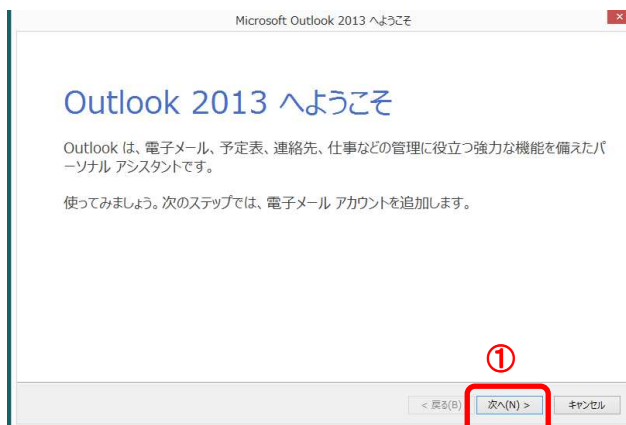 Microsoft Outlook 2013 へようこそ
Outlook 2013 へようこそ
Outlook は、電子メール、予定表、連絡先、仕事などの管理に役立つ強力な機能を備えたパ
ーソナル アシスタントです。
使ってみましょう。次のステップでは、電子メール アカウントを追加します。
①
< 戻る(B) 次へ(N) > キャンセル